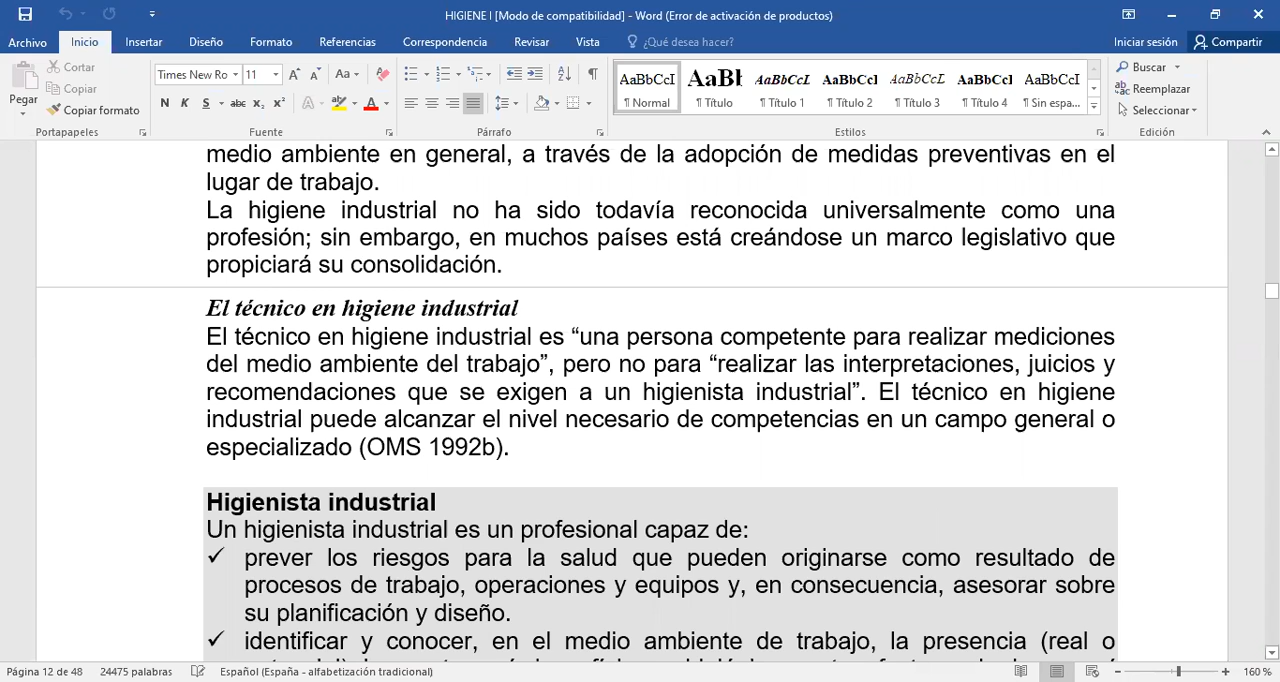 HIGIENE I [Modo de compatibilidad] - Word (Error de activación de productos)
Archivo Inicio Insertar Diseño Formato Referencias Correspondencia Revisar Vista ¿Qué desea hacer? Iniciar sesión Compartir
Pegar Cortar Copiar Copiar formato
Times New Ro 11 Aa
N K S abc x₂ x² A A
AaBbCcI AaBb AaBbCcL AaBbCcI AaBbCcL AaBbCcI AaBbCcI
¶ Normal ¶ Título ¶ Título 1 ¶ Título 2 ¶ Título 3 ¶ Título 4 ¶ Sin espa...
Buscar
Reemplazar
Seleccionar
Portapapeles Fuente Párrafo Estilos Edición
medio ambiente en general, a través de la adopción de medidas preventivas en el
lugar de trabajo.
La higiene industrial no ha sido todavía reconocida universalmente como una
profesión; sin embargo, en muchos países está creándose un marco legislativo que
propiciará su consolidación.
El técnico en higiene industrial
El técnico en higiene industrial es “una persona competente para realizar mediciones
del medio ambiente del trabajo”, pero no para “realizar las interpretaciones, juicios y
recomendaciones que se exigen a un higienista industrial”. El técnico en higiene
industrial puede alcanzar el nivel necesario de competencias en un campo general o
especializado (OMS 1992b).
Higienista industrial
Un higienista industrial es un profesional capaz de:
✓ prever los riesgos para la salud que pueden originarse como resultado de
procesos de trabajo, operaciones y equipos y, en consecuencia, asesorar sobre
su planificación y diseño.
✓ identificar y conocer, en el medio ambiente de trabajo, la presencia (real o
Página 12 de 48 24475 palabras Español (España - alfabetización tradicional) 160 %